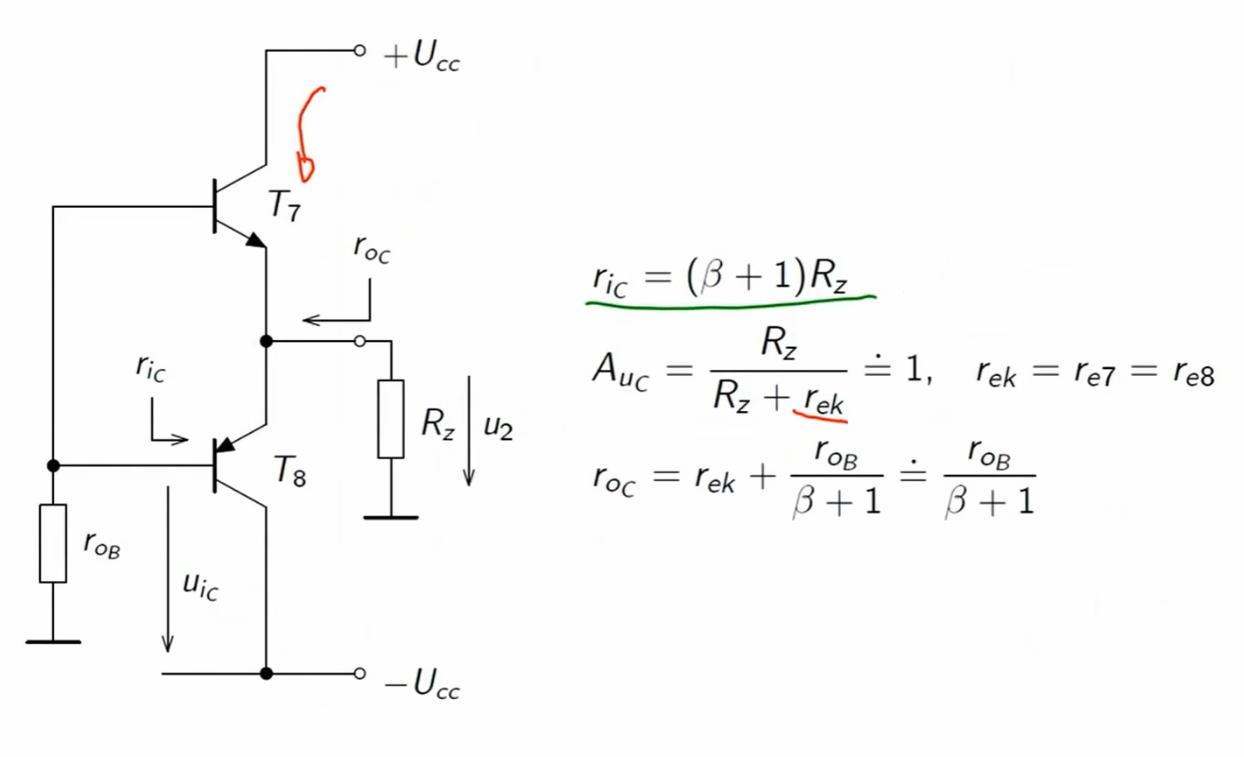 +U_cc
T_7
r_oC
r_iC = (β + 1)R_z
A_uC = R_z / (R_z + r_ek) ≐ 1, r_ek = r_e7 = r_e8
r_iC
R_z
u_2
T_8
r_oC = r_ek + r_oB / (β + 1) ≐ r_oB / (β + 1)
r_oB
u_iC
−U_cc